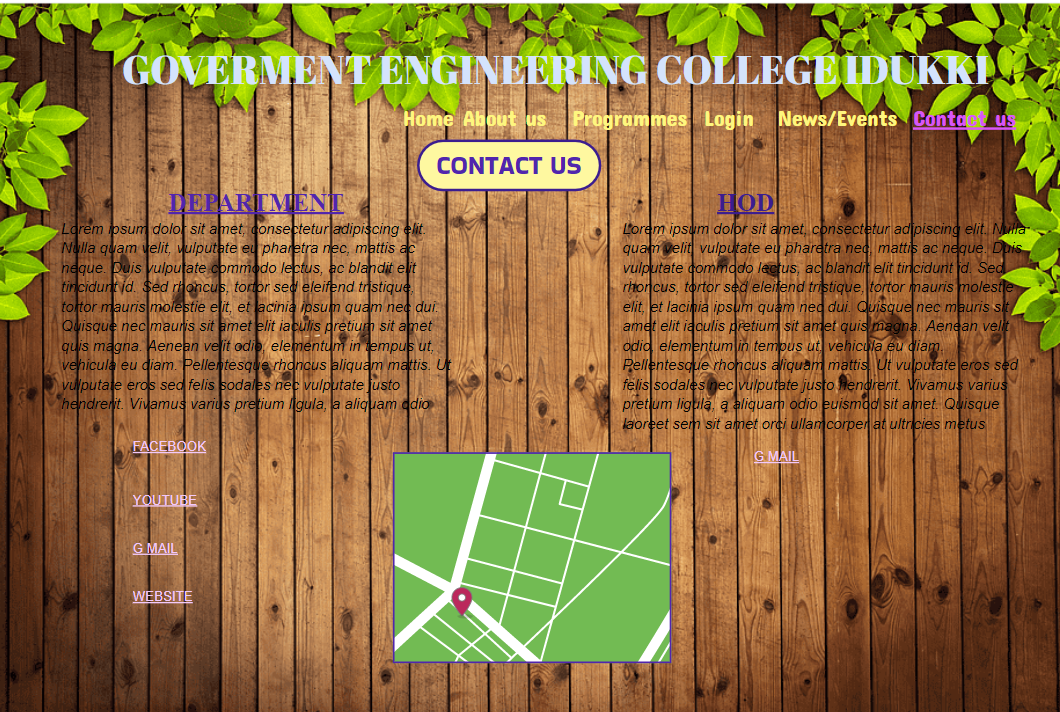 GOVERMENT ENGINEERING COLLEGE IDUKKI
Home About us Programmes Login News/Events Contact us
CONTACT US
DEPARTMENT
Lorem ipsum dolor sit amet, consectetur adipiscing elit.
Nulla quam velit, vulputate eu pharetra nec, mattis ac
neque. Duis vulputate commodo lectus, ac blandit elit
tincidunt id. Sed rhoncus, tortor sed eleifend tristique,
tortor mauris molestie elit, et lacinia ipsum quam nec dui.
Quisque nec mauris sit amet elit iaculis pretium sit amet
quis magna. Aenean velit odio, elementum in tempus ut,
vehicula eu diam. Pellentesque rhoncus aliquam mattis. Ut
vulputate eros sed felis sodales nec vulputate justo
hendrerit. Vivamus varius pretium ligula, a aliquam odio
FACEBOOK
YOUTUBE
G MAIL
WEBSITE
HOD
Lorem ipsum dolor sit amet, consectetur adipiscing elit. Nulla
quam velit, vulputate eu pharetra nec, mattis ac neque. Duis
vulputate commodo lectus, ac blandit elit tincidunt id. Sed
rhoncus, tortor sed eleifend tristique, tortor mauris molestie
elit, et lacinia ipsum quam nec dui. Quisque nec mauris sit
amet elit iaculis pretium sit amet quis magna. Aenean velit
odio, elementum in tempus ut, vehicula eu diam.
Pellentesque rhoncus aliquam mattis. Ut vulputate eros sed
felis sodales nec vulputate justo hendrerit. Vivamus varius
pretium ligula, a aliquam odio euismod sit amet. Quisque
laoreet sem sit amet orci ullamcorper at ultricies metus
G MAIL